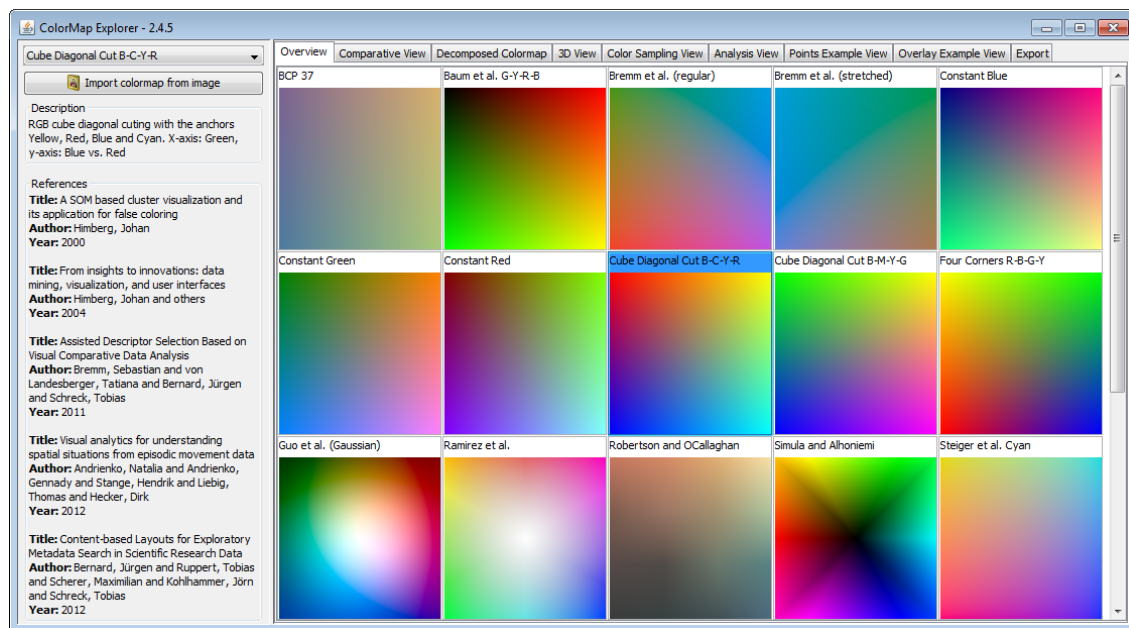 ColorMap Explorer - 2.4.5
Cube Diagonal Cut B-C-Y-R
Import colormap from image
Description
RGB cube diagonal cuting with the anchors
Yellow, Red, Blue and Cyan. X-axis: Green,
y-axis: Blue vs. Red
References
Title: A SOM based cluster visualization and
its application for false coloring
Author: Himberg, Johan
Year: 2000
Title: From insights to innovations: data
mining, visualization, and user interfaces
Author: Himberg, Johan and others
Year: 2004
Title: Assisted Descriptor Selection Based on
Visual Comparative Data Analysis
Author: Bremm, Sebastian and von
Landesberger, Tatiana and Bernard, Jürgen
and Schreck, Tobias
Year: 2011
Title: Visual analytics for understanding
spatial situations from episodic movement data
Author: Andrienko, Natalia and Andrienko,
Gennady and Stange, Hendrik and Liebig,
Thomas and Hecker, Dirk
Year: 2012
Title: Content-based Layouts for Exploratory
Metadata Search in Scientific Research Data
Author: Bernard, Jürgen and Ruppert, Tobias
and Scherer, Maximilian and Kohlhammer, Jörn
and Schreck, Tobias
Year: 2012
Overview Comparative View Decomposed Colormap 3D View Color Sampling View Analysis View Points Example View Overlay Example View Export
BCP 37 Baum et al. G-Y-R-B Bremm et al. (regular) Bremm et al. (stretched) Constant Blue
Constant Green Constant Red Cube Diagonal Cut B-C-Y-R Cube Diagonal Cut B-M-Y-G Four Corners R-B-G-Y
Guo et al. (Gaussian) Ramirez et al. Robertson and OCallaghan Simula and Alhoniemi Steiger et al. Cyan